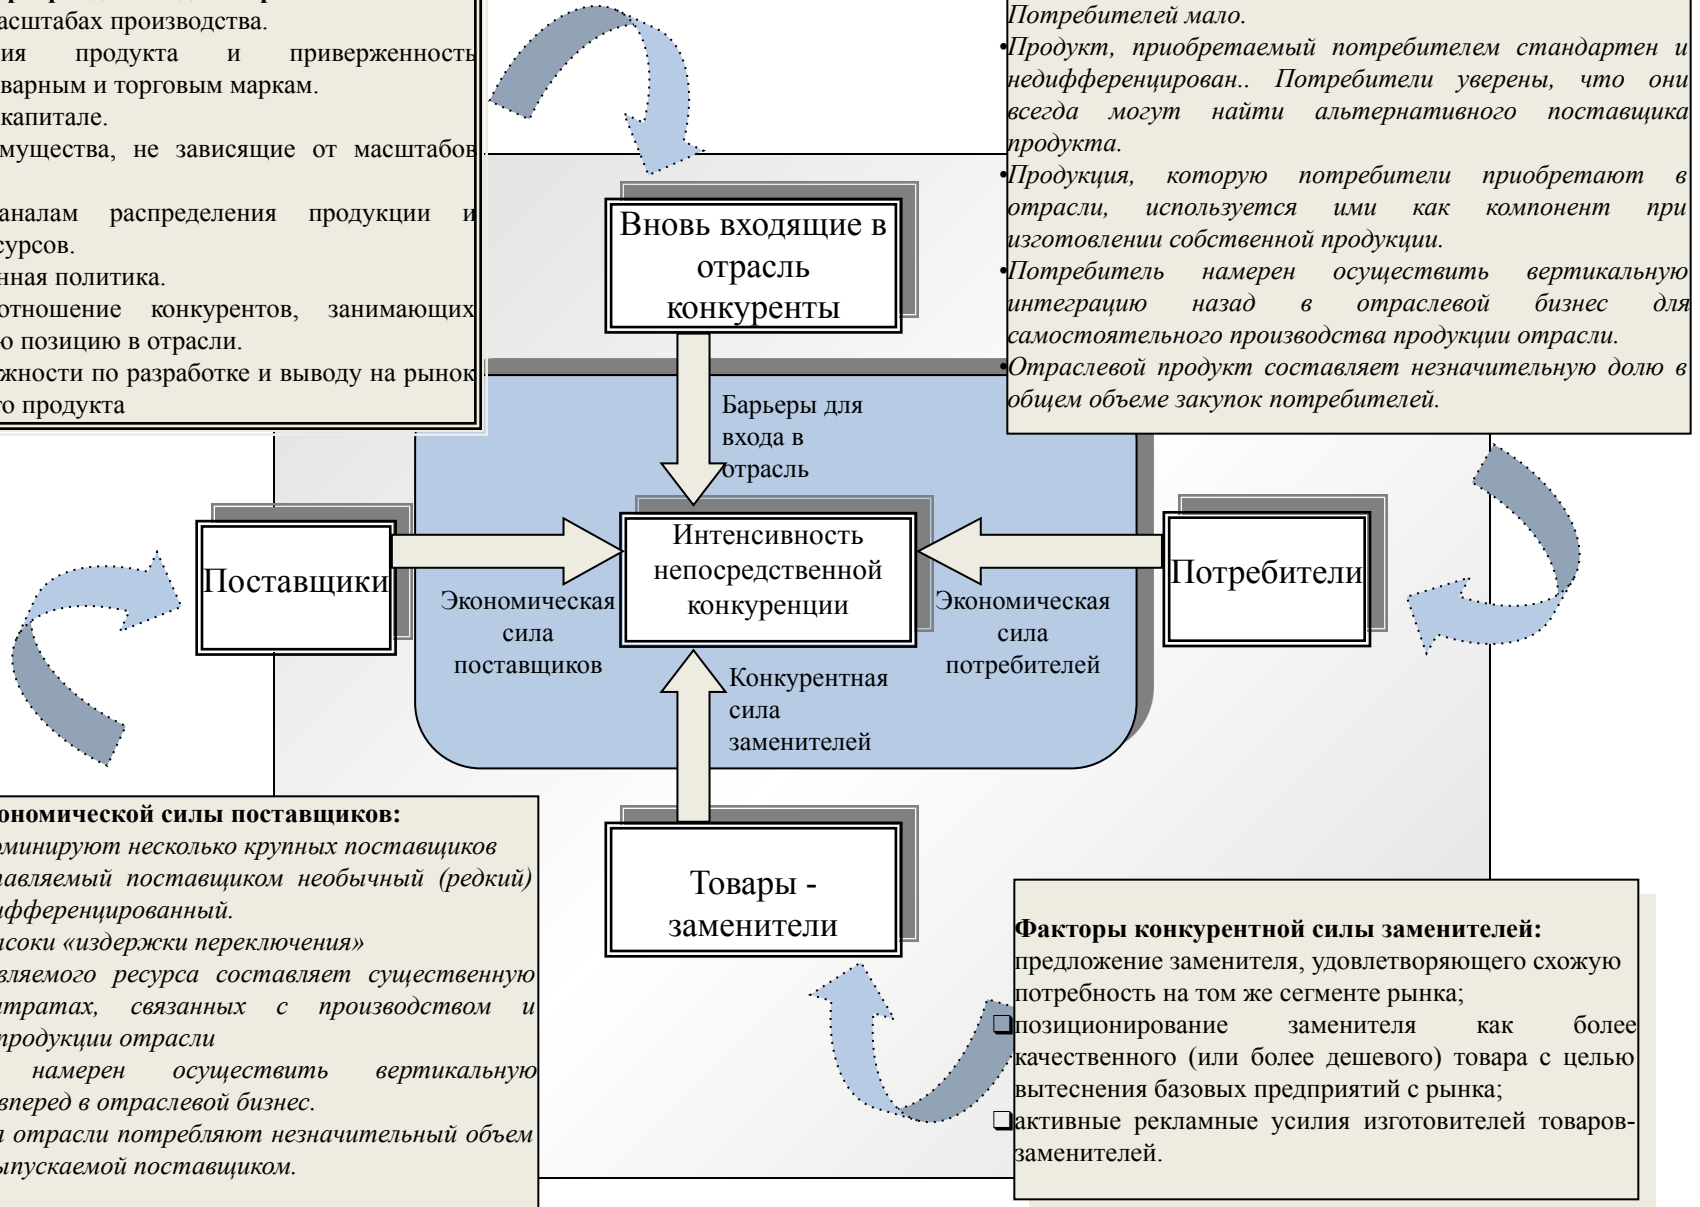 асштабах производства.
ия продукта и приверженность
варным и торговым маркам.
капитале.
мущества, не зависящие от масштабов
аналам распределения продукции и
сурсов.
нная политика.
отношение конкурентов, занимающих
ю позицию в отрасли.
жности по разработке и выводу на рынок
го продукта
Потребителей мало.
•Продукт, приобретаемый потребителем стандартен и
недифференцирован.. Потребители уверены, что они
всегда могут найти альтернативного поставщика
продукта.
•Продукция, которую потребители приобретают в
отрасли, используется ими как компонент при
изготовлении собственной продукции.
•Потребитель намерен осуществить вертикальную
интеграцию назад в отраслевой бизнес для
самостоятельного производства продукции отрасли.
•Отраслевой продукт составляет незначительную долю в
общем объеме закупок потребителей.
Вновь входящие в
отрасль
конкуренты
Барьеры для
входа в
отрасль
Поставщики
Интенсивность
непосредственной
конкуренции
Потребители
Экономическая
сила
поставщиков
Экономическая
сила
потребителей
Конкурентная
сила
заменителей
Товары -
заменители
ономической силы поставщиков:
оминируют несколько крупных поставщиков
тавляемый поставщиком необычный (редкий)
ифференцированный.
ысоки «издержки переключения»
вляемого ресурса составляет существенную
атратах, связанных с производством и
продукции отрасли
намерен осуществить вертикальную
вперед в отраслевой бизнес.
я отрасли потребляют незначительный объем
ыпускаемой поставщиком.
Факторы конкурентной силы заменителей:
предложение заменителя, удовлетворяющего схожую
потребность на том же сегменте рынка;
❑позиционирование заменителя как более
качественного (или более дешевого) товара с целью
вытеснения базовых предприятий с рынка;
❑активные рекламные усилия изготовителей товаров-
заменителей.